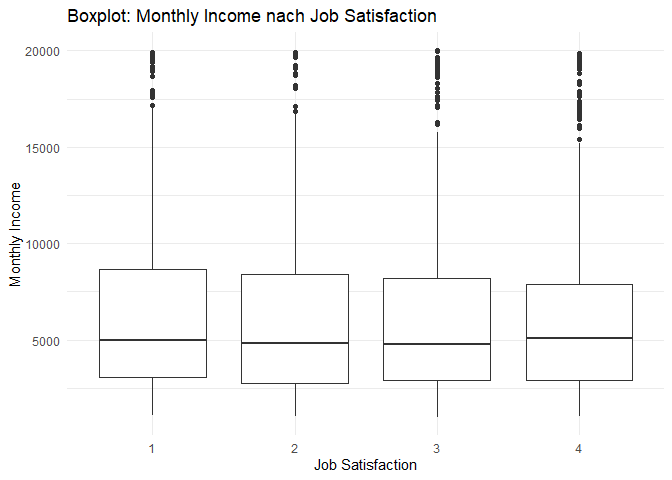 Boxplot: Monthly Income nach Job Satisfaction
20000
15000
10000
5000
Monthly Income
1 2 3 4
Job Satisfaction